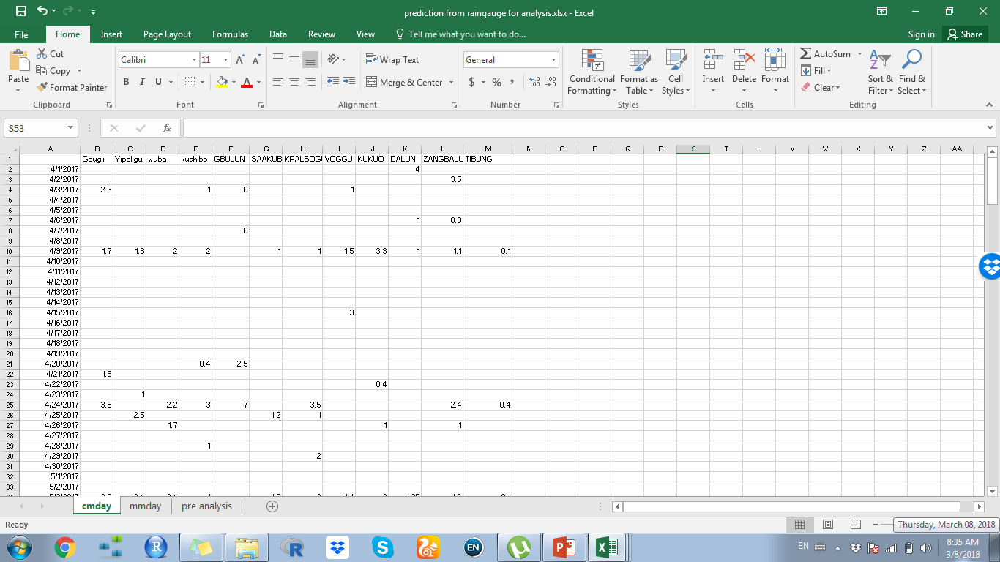 prediction from raingauge for analysis.xlsx - Excel
File Home Insert Page Layout Formulas Data Review View Tell me what you want to do... Sign in Share
Cut
Copy
Format Painter
Paste
Clipboard
Calibri 11
B I U
Font
Wrap Text
Merge & Center
Alignment
General
$ % ,
Number
Conditional Formatting
Format as Table
Cell Styles
Styles
Insert Delete Format
Cells
AutoSum
Fill
Clear
Sort & Filter
Find & Select
Editing
S53 fx
A B C D E F G H I J K L M N O P Q R S T U V W X Y Z AA
1 Gbugli Yipeligu wuba kushibo GBULUN SAAKUB KPALSOGI VOGGU KUKUO DALUN ZANGBALL TIBUNG
2 4/1/2017 4
3 4/2/2017 3.5
4 4/3/2017 2.3 1 0 1
5 4/4/2017
6 4/5/2017
7 4/6/2017 1 0.3
8 4/7/2017 0
9 4/8/2017
10 4/9/2017 1.7 1.8 2 2 1 1 1.5 3.3 1 1.1 0.1
11 4/10/2017
12 4/11/2017
13 4/12/2017
14 4/13/2017
15 4/14/2017
16 4/15/2017 3
17 4/16/2017
18 4/17/2017
19 4/18/2017
20 4/19/2017
21 4/20/2017 0.4 2.5
22 4/21/2017 1.8
23 4/22/2017 0.4
24 4/23/2017 1
25 4/24/2017 3.5 2.2 3 7 3.5 2.4 0.4
26 4/25/2017 2.5 1.2 1
27 4/26/2017 1.7 1 1
28 4/27/2017
29 4/28/2017 1
30 4/29/2017 2
31 4/30/2017
32 5/1/2017
33 5/2/2017
cmday mmday pre analysis
Ready
Thursday, March 08, 2018
EN
EN
8:35 AM
3/8/2018